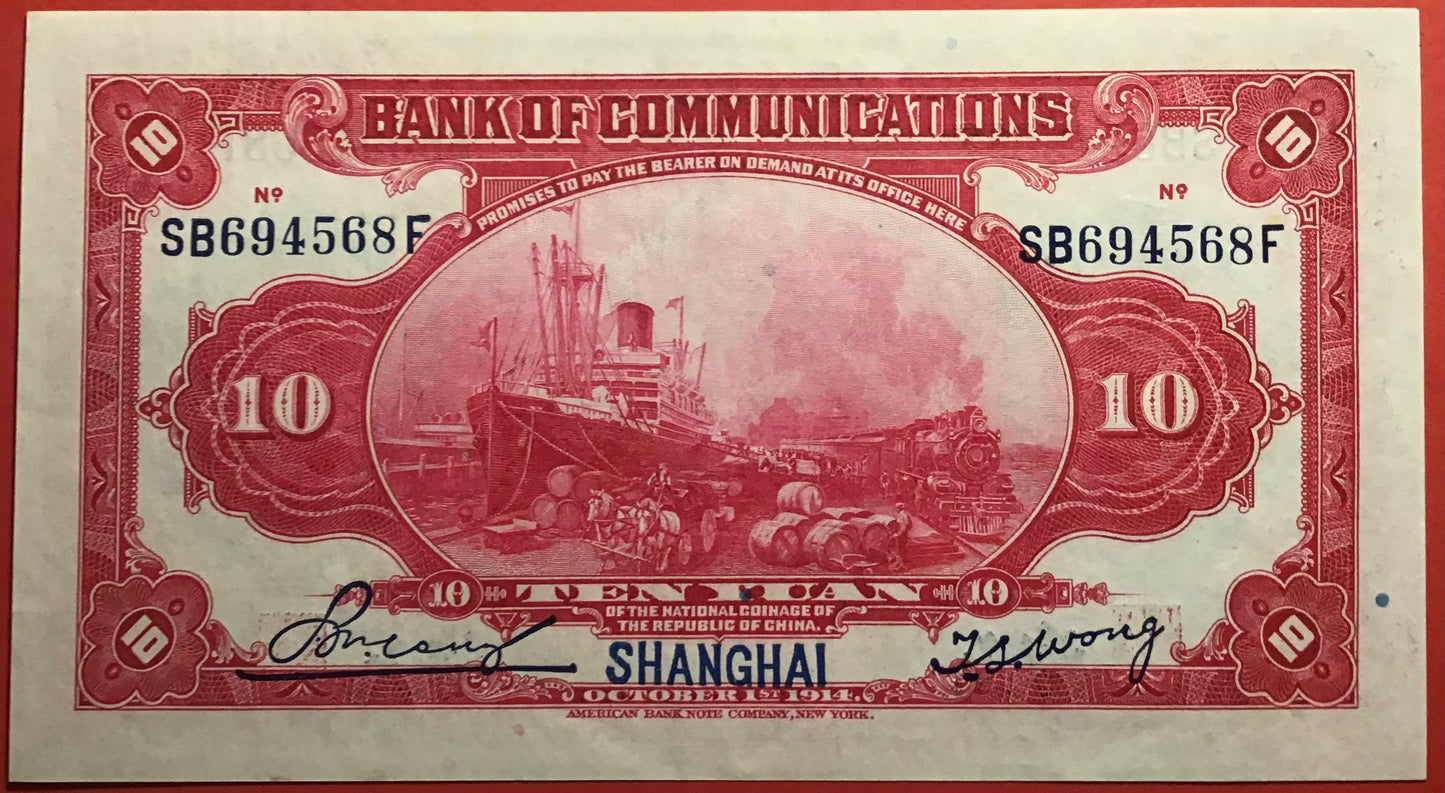 10 BANK OF COMMUNICATIONS 10
PROMISES TO PAY THE BEARER ON DEMAND AT ITS OFFICE HERE
Nº Nº
SB694568F SB694568F
10 10
10 TEN YUAN 10
OF THE NATIONAL COINAGE OF
THE REPUBLIC OF CHINA.
10 10
T.S. Wong
SHANGHAI
OCTOBER 1ST 1914.
AMERICAN BANK NOTE COMPANY, NEW YORK.